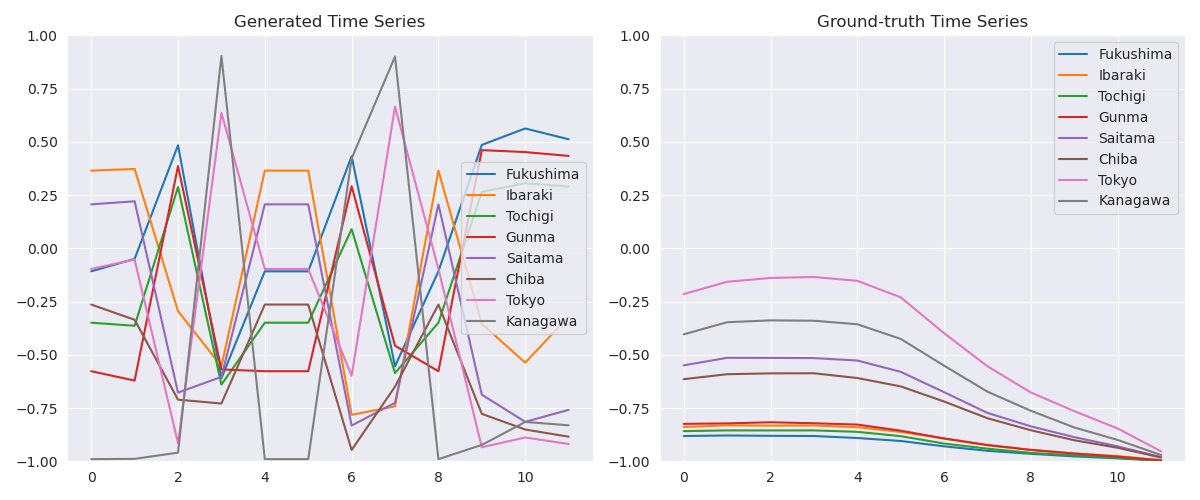 Generated Time Series
1.00
0.75
0.50
0.25
0.00
−0.25
−0.50
−0.75
−1.00
0 2 4 6 8 10
Fukushima
Ibaraki
Tochigi
Gunma
Saitama
Chiba
Tokyo
Kanagawa
Ground-truth Time Series
1.00
0.75
0.50
0.25
0.00
−0.25
−0.50
−0.75
−1.00
0 2 4 6 8 10
Fukushima
Ibaraki
Tochigi
Gunma
Saitama
Chiba
Tokyo
Kanagawa